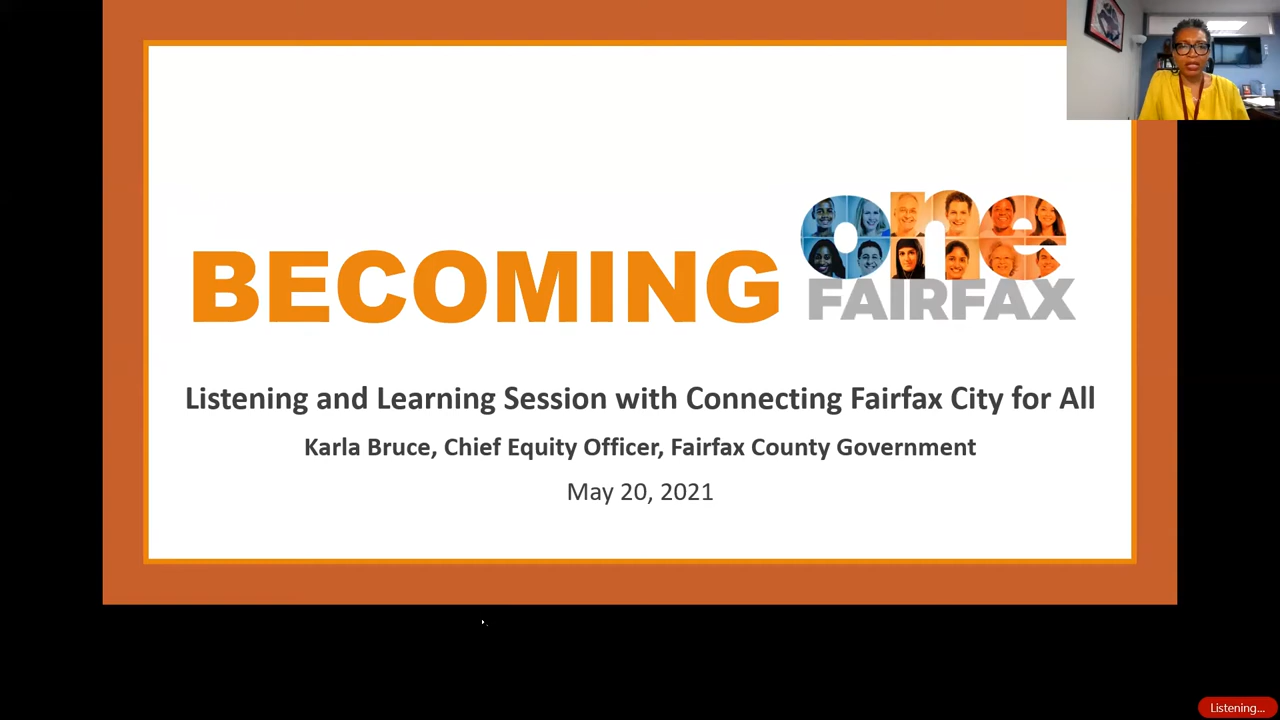 BECOMING one
FAIRFAX
Listening and Learning Session with Connecting Fairfax City for All
Karla Bruce, Chief Equity Officer, Fairfax County Government
May 20, 2021
Listening...